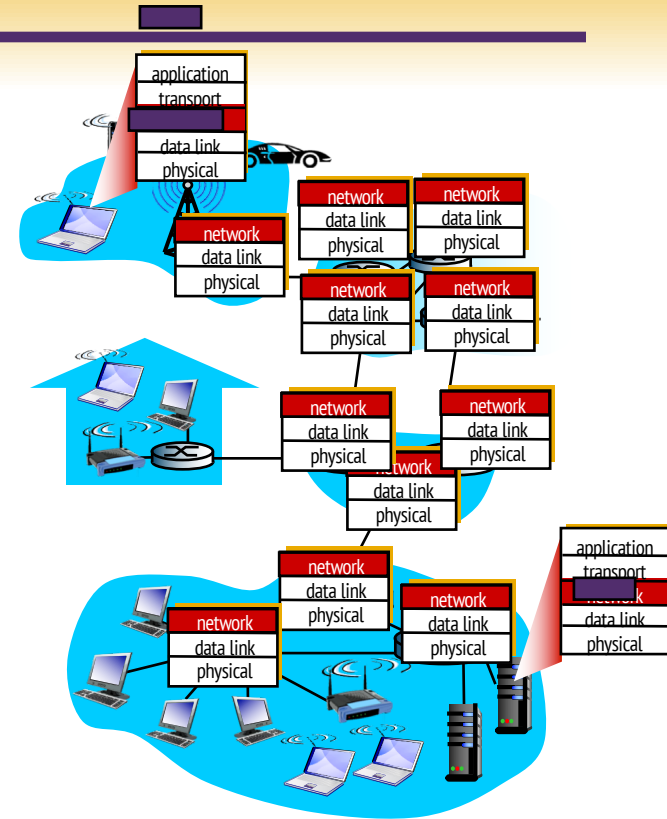 application
transport
data link
physical
network
data link
physical
network
data link
physical
network
data link
physical
network
data link
physical
network
data link
physical
network
data link
physical
network
data link
physical
network
data link
physical
application
transport
data link
physical
network
data link
physical
network
data link
physical
network
data link
physical